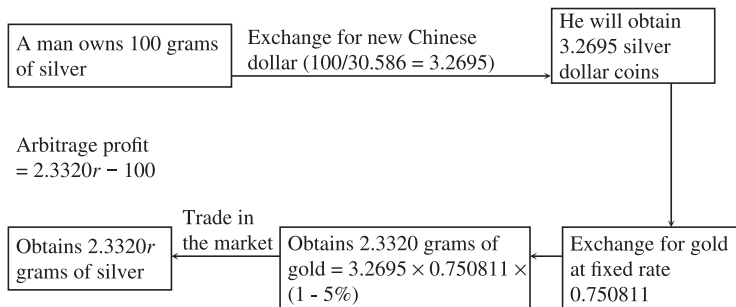 A man owns 100 grams
of silver
Exchange for new Chinese
dollar (100/30.586 = 3.2695)
He will obtain
3.2695 silver
dollar coins
Arbitrage profit
= 2.3320r − 100
Exchange for gold
at fixed rate
0.750811
Obtains 2.3320 grams of
gold = 3.2695 × 0.750811 ×
(1 - 5%)
Trade in
the market
Obtains 2.3320r
grams of silver